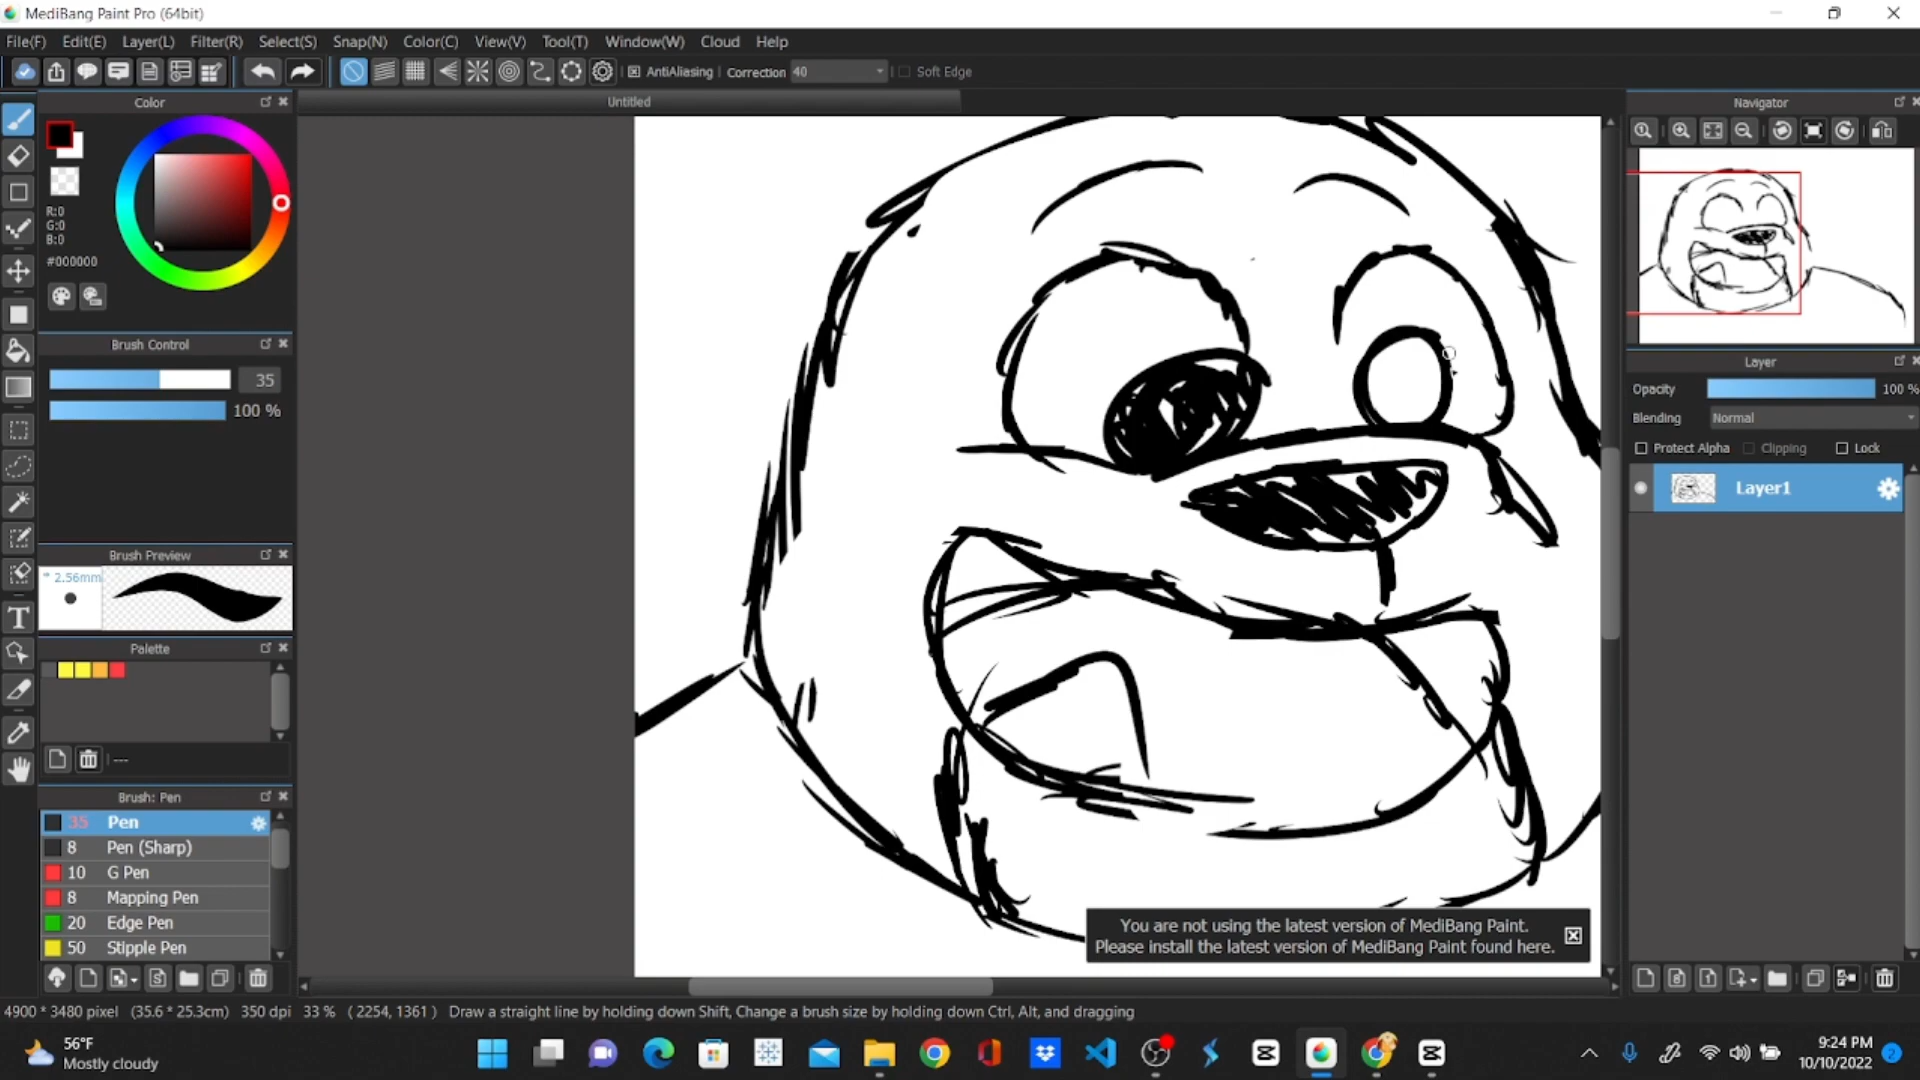 MediBang Paint Pro (64bit)
File(F) Edit(E) Layer(L) Filter(R) Select(S) Snap(N) Color(C) View(V) Tool(T) Window(W) Cloud Help
AntiAliasing Correction 40 Soft Edge
Color
Untitled
Navigator
R:0
G:0
B:0
#000000
Brush Control
35
100 %
Layer
Opacity 100 %
Blending Normal
Protect Alpha Clipping Lock
Layer1
Brush Preview
2.56mm
T
Palette
---
Brush: Pen
35 Pen
8 Pen (Sharp)
10 G Pen
8 Mapping Pen
20 Edge Pen
50 Stipple Pen
You are not using the latest version of MediBang Paint.
Please install the latest version of MediBang Paint found here.
4900 * 3480 pixel (35.6 * 25.3cm) 350 dpi 33 % ( 2254, 1361 ) Draw a straight line by holding down Shift, Change a brush size by holding down Ctrl, Alt, and dragging
56°F
Mostly cloudy
9:24 PM
10/10/2022
2